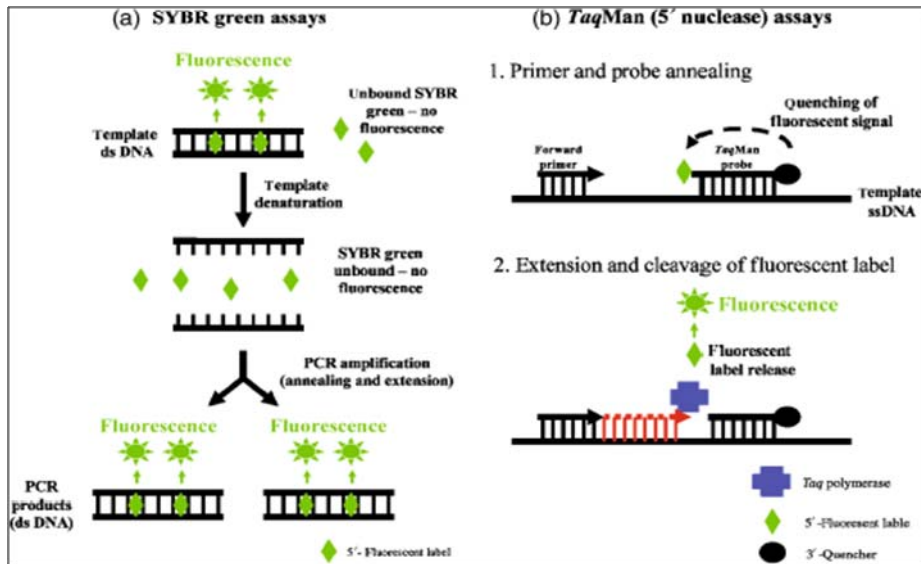 (a) SYBR green assays
Fluorescence
Unbound SYBR
green – no
fluorescence
Template
ds DNA
Template
denaturation
SYBR green
unbound – no
fluorescence
PCR amplification
(annealing and extension)
Fluorescence
Fluorescence
PCR
products
(ds DNA)
5´- Fluorescent label
(b) TaqMan (5´ nuclease) assays
1. Primer and probe annealing
Quenching of
fluorescent signal
Forward
primer
TaqMan
probe
Template
ssDNA
2. Extension and cleavage of fluorescent label
Fluorescence
Fluorescent
label release
Taq polymerase
5´-Fluoresent lable
3´-Quencher